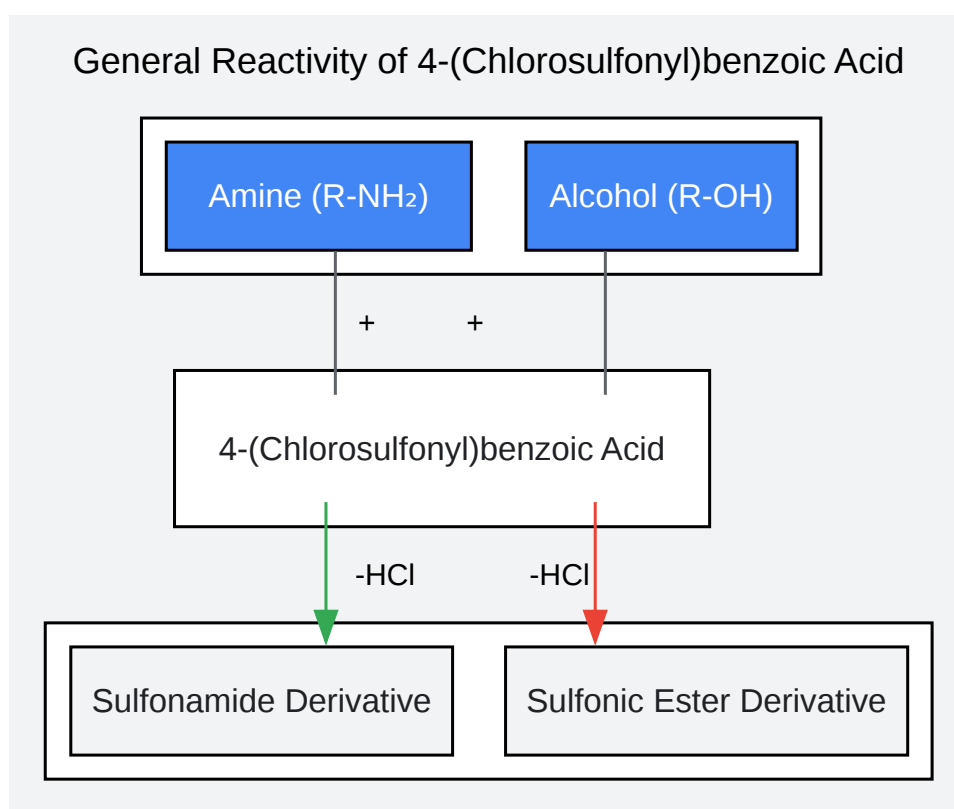 General Reactivity of 4-(Chlorosulfonyl)benzoic Acid
Amine (R-NH₂)
Alcohol (R-OH)
+
+
4-(Chlorosulfonyl)benzoic Acid
-HCl
-HCl
Sulfonamide Derivative
Sulfonic Ester Derivative